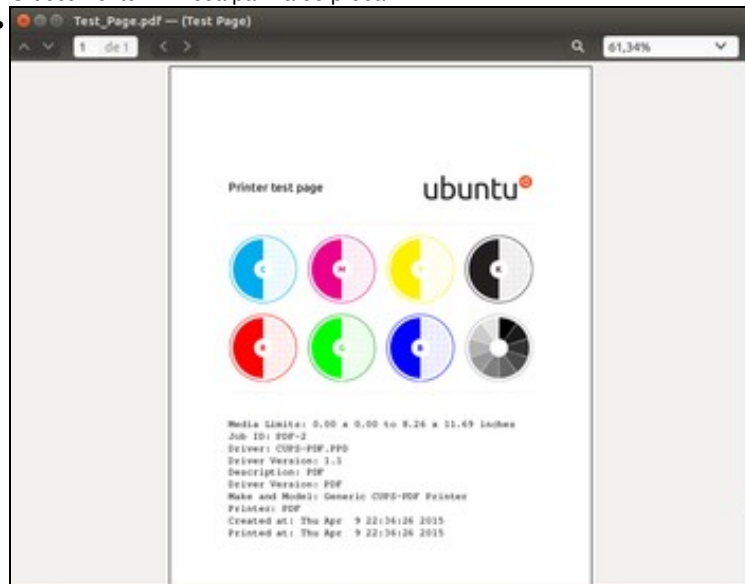 Test_Page.pdf — (Test Page)
1 de 1
61,34%
Printer test page
ubuntu
C M Y K
R G B
Media Limits: 0.00 x 0.00 to 8.26 x 11.69 inches
Job ID: PDF-2
Driver: CUPS-PDF.PPD
Driver Version: 1.1
Description: PDF
Driver Version: PDF
Make and Model: Generic CUPS-PDF Printer
Printer: PDF
Created at: Thu Apr 9 22:36:26 2015
Printed at: Thu Apr 9 22:36:26 2015